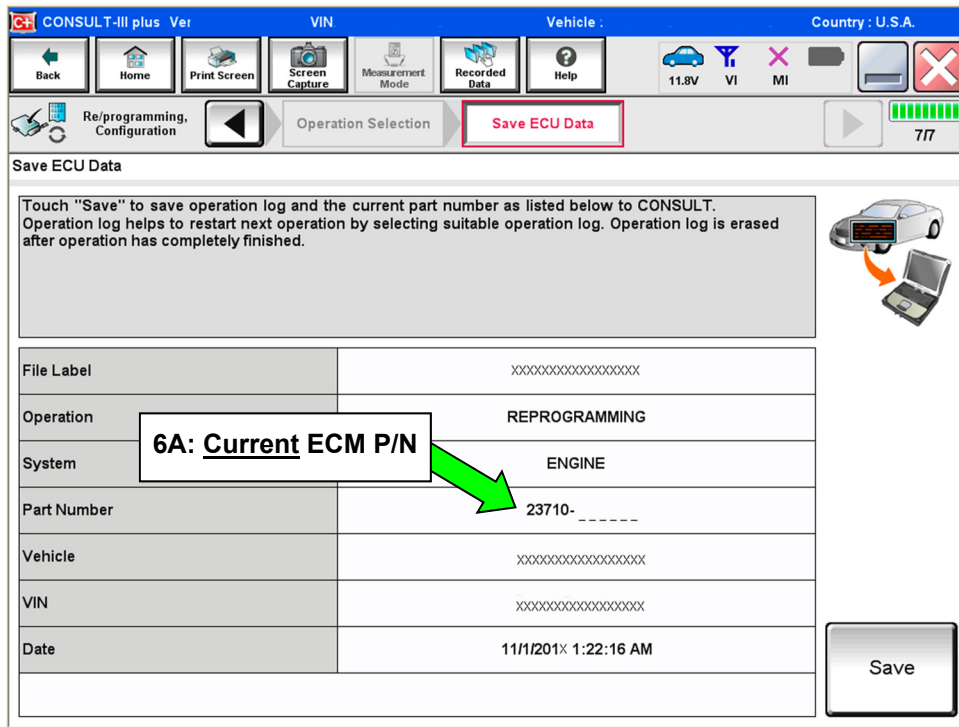 C+ CONSULT-III plus Ver VIN Vehicle : Country : U.S.A.
Back
Home
Print Screen
Screen Capture
Measurement Mode
Recorded Data
Help
11.8V
VI
MI
Re/programming,
Configuration
Operation Selection
Save ECU Data
7/7
Save ECU Data
Touch "Save" to save operation log and the current part number as listed below to CONSULT.
Operation log helps to restart next operation by selecting suitable operation log. Operation log is erased
after operation has completely finished.
File Label XXXXXXXXXXXXXXXXX
Operation REPROGRAMMING
6A: Current ECM P/N
System ENGINE
Part Number 23710- _ _ _ _ _ _
Vehicle XXXXXXXXXXXXXXXXX
VIN XXXXXXXXXXXXXXXXX
Date 11/1/201X 1:22:16 AM
Save